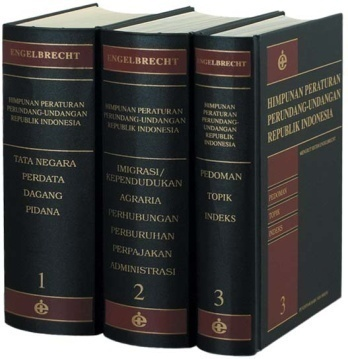 ENGELBRECHT
HIMPUNAN PERATURAN
PERUNDANG-UNDANGAN
REPUBLIK INDONESIA
TATA NEGARA
PERDATA
DAGANG
PIDANA
1
ENGELBRECHT
HIMPUNAN PERATURAN
PERUNDANG-UNDANGAN
REPUBLIK INDONESIA
IMIGRASI/
KEPENDUDUKAN
AGRARIA
PERHUBUNGAN
PERBURUHAN
PERPAJAKAN
ADMINISTRASI
2
ENGELBRECHT
HIMPUNAN PERATURAN
PERUNDANG-
UNDANGAN
REPUBLIK
INDONESIA
PEDOMAN
TOPIK
INDEKS
3
HIMPUNAN PERATURAN
PERUNDANG-UNDANGAN
REPUBLIK INDONESIA
PEDOMAN
TOPIK
INDEKS
3